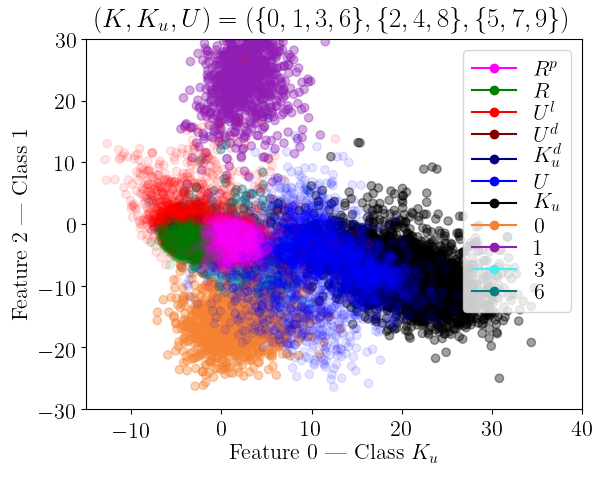 (K, K_u, U) = ({0, 1, 3, 6}, {2, 4, 8}, {5, 7, 9})
30
20
10
0
−10
−20
−30
Feature 2 — Class 1
R^p
R
U^l
U^d
K_u^d
U
K_u
0
1
3
6
−10 0 10 20 30 40
Feature 0 — Class K_u